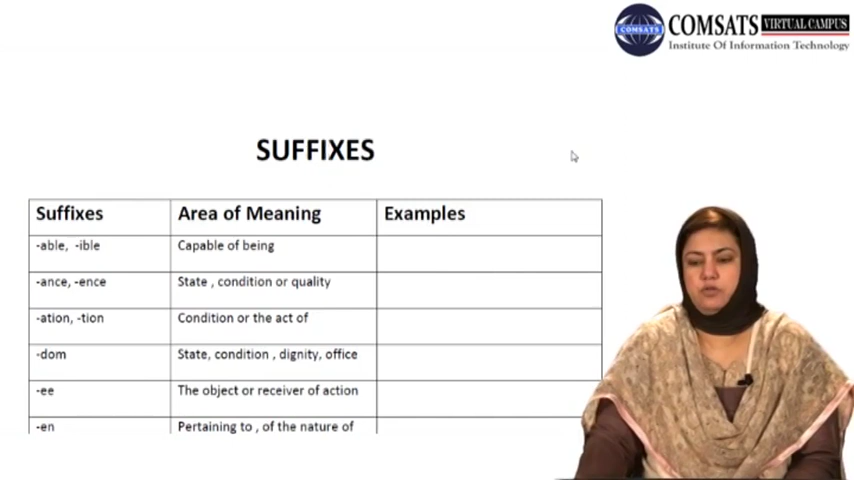 COMSATS VIRTUAL CAMPUS
COMSATS
Institute Of Information Technology
SUFFIXES
Suffixes Area of Meaning Examples
-able, -ible Capable of being
-ance, -ence State , condition or quality
-ation, -tion Condition or the act of
-dom State, condition , dignity, office
-ee The object or receiver of action
-en Pertaining to , of the nature of